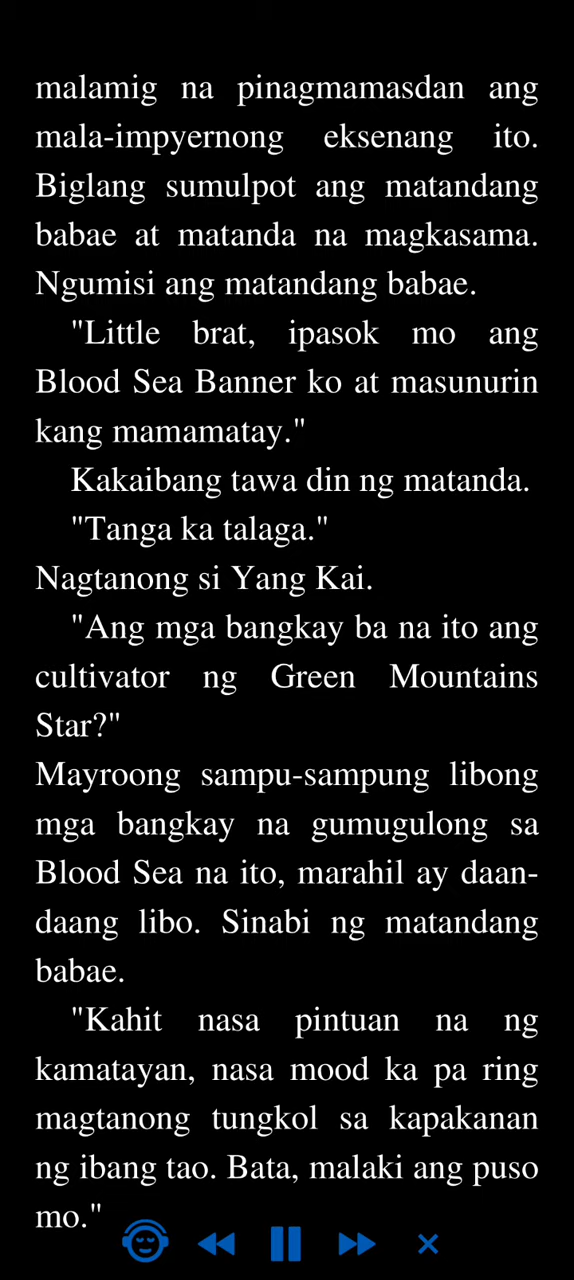 malamig na pinagmamasdan ang
mala-impyernong eksenang ito.
Biglang sumulpot ang matandang
babae at matanda na magkasama.
Ngumisi ang matandang babae.
"Little brat, ipasok mo ang
Blood Sea Banner ko at masunurin
kang mamamatay."
Kakaibang tawa din ng matanda.
"Tanga ka talaga."
Nagtanong si Yang Kai.
"Ang mga bangkay ba na ito ang
cultivator ng Green Mountains
Star?"
Mayroong sampu-sampung libong
mga bangkay na gumugulong sa
Blood Sea na ito, marahil ay daan-
daang libo. Sinabi ng matandang
babae.
"Kahit nasa pintuan na ng
kamatayan, nasa mood ka pa ring
magtanong tungkol sa kapakanan
ng ibang tao. Bata, malaki ang puso
mo."